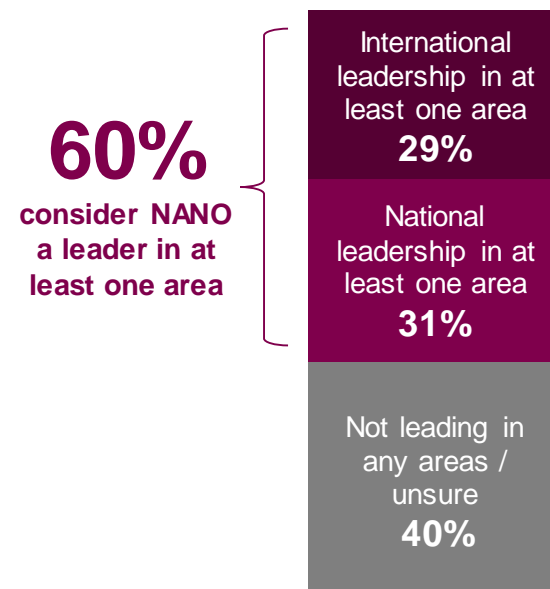 60%
consider NANO
a leader in at
least one area
International
leadership in at
least one area
29%
National
leadership in at
least one area
31%
Not leading in
any areas /
unsure
40%